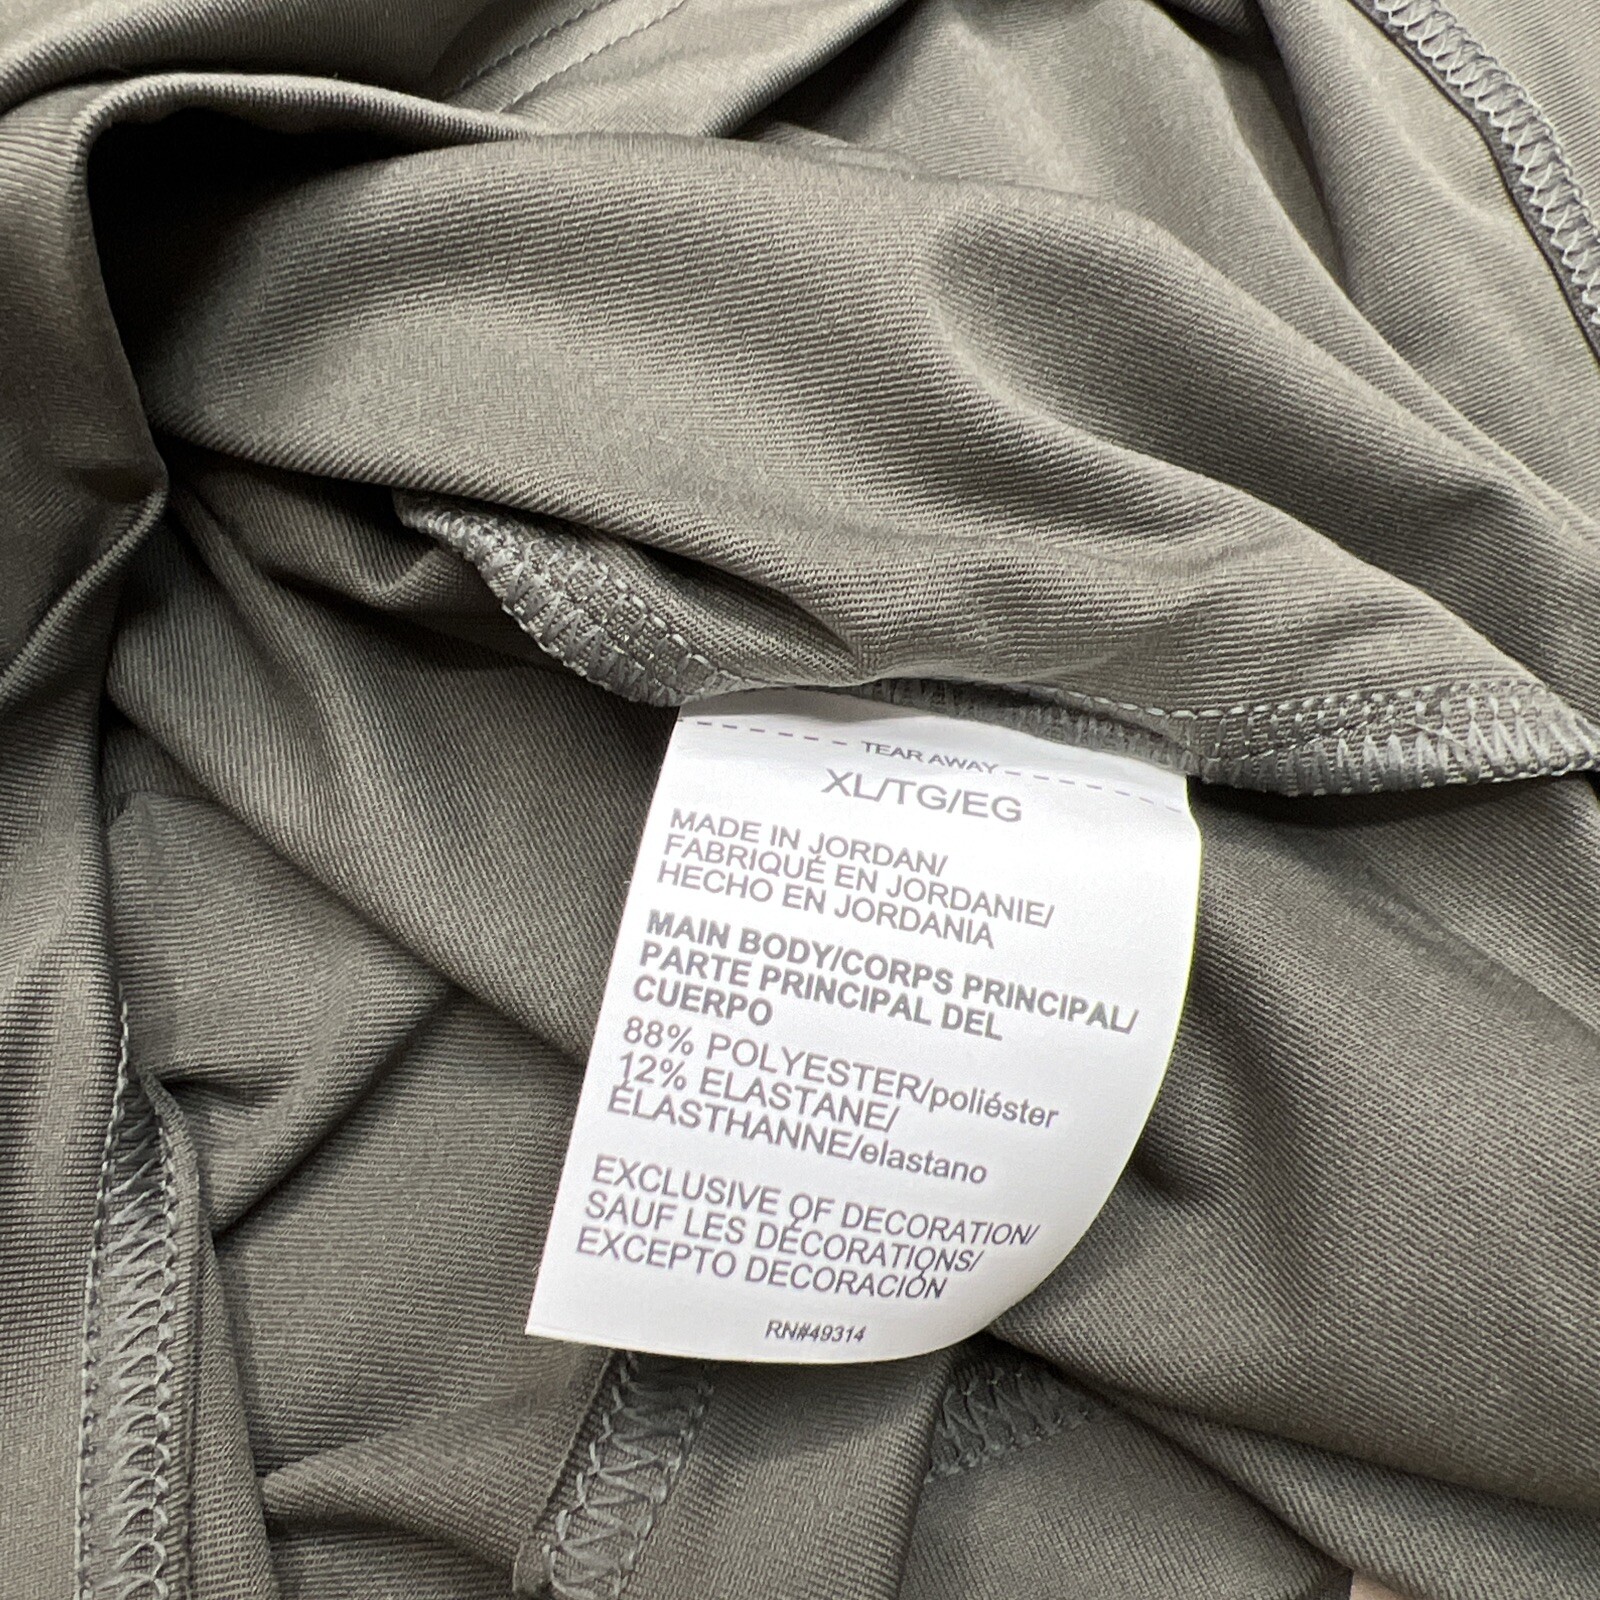 TEAR AWAY
XL/TG/EG
MADE IN JORDAN/
FABRIQUÉ EN JORDANIE/
HECHO EN JORDANIA
MAIN BODY/CORPS PRINCIPAL/
PARTE PRINCIPAL DEL
CUERPO
88% POLYESTER/poliéster
12% ELASTANE/
ÉLASTHANNE/elastano
EXCLUSIVE OF DECORATION/
SAUF LES DÉCORATIONS/
EXCEPTO DECORACIÓN
RN#49314